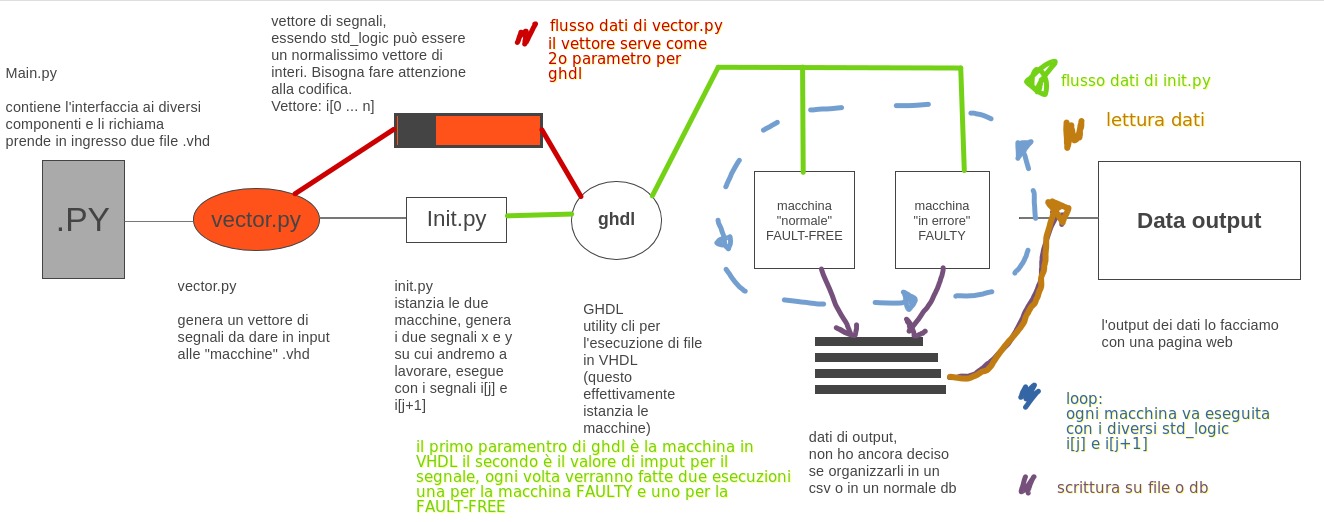 Main.py
contiene l'interfaccia ai diversi
componenti e li richiama
prende in ingresso due file .vhd
.PY
vettore di segnali,
essendo std_logic può essere
un normalissimo vettore di
interi. Bisogna fare attenzione
alla codifica.
Vettore: i[0 ... n]
flusso dati di vector.py
il vettore serve come
2o parametro per
ghdl
vector.py
vector.py
genera un vettore di
segnali da dare in input
alle "macchine" .vhd
Init.py
init.py
istanzia le due
macchine, genera
i due segnali x e y
su cui andremo a
lavorare, esegue
con i segnali i[j] e
i[j+1]
ghdl
GHDL
utility cli per
l'esecuzione di file
in VHDL
(questo
effettivamente
istanzia le
macchine)
il primo paramentro di ghdl è la macchina in
VHDL il secondo è il valore di imput per il
segnale, ogni volta verranno fatte due esecuzioni
una per la macchina FAULTY e uno per la
FAULT-FREE
macchina
"normale"
FAULT-FREE
macchina
"in errore"
FAULTY
dati di output,
non ho ancora deciso
se organizzarli in un
csv o in un normale db
flusso dati di init.py
lettura dati
Data output
l'output dei dati lo facciamo
con una pagina web
loop:
ogni macchina va eseguita
con i diversi std_logic
i[j] e i[j+1]
scrittura su file o db